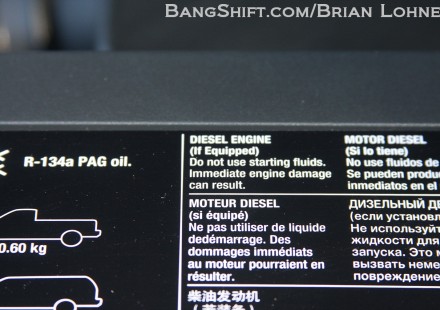 BangShift.com/Brian Lohne
R-134a PAG oil.
0.60 kg
DIESEL ENGINE
(If Equipped)
Do not use starting fluids.
Immediate engine damage
can result.
MOTOR DIESEL
(Si lo tiene)
No use fluidos de
Se pueden produ
inmediatos en el
MOTEUR DIESEL
(si équipé)
Ne pas utiliser de liquide
dedémarrage. Des
dommages immédiats
au moteur pourraient en
résulter.
ДИЗЕЛЬНЫЙ ДВ
(если установл
Не используйт
жидкости для
запуска. Это м
вызвать неме
повреждение
柴油发动机